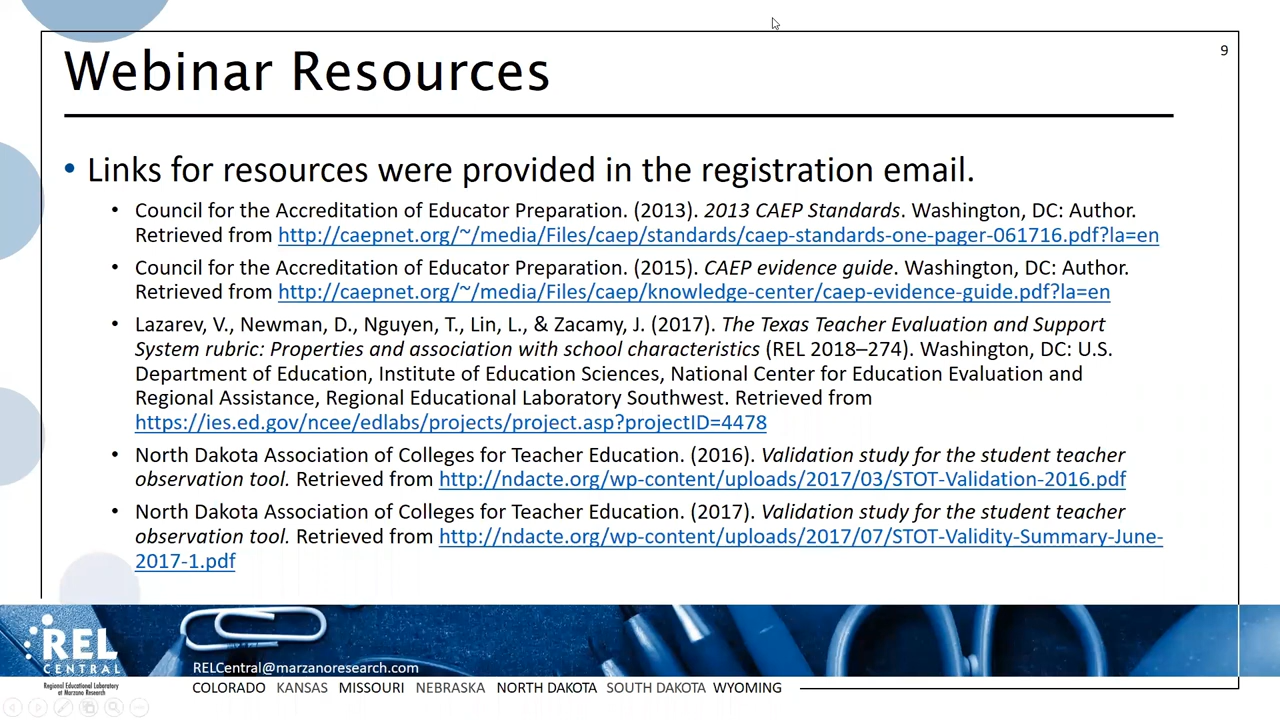 9
Webinar Resources
• Links for resources were provided in the registration email.
• Council for the Accreditation of Educator Preparation. (2013). 2013 CAEP Standards. Washington, DC: Author.
Retrieved from http://caepnet.org/~/media/Files/caep/standards/caep-standards-one-pager-061716.pdf?la=en
• Council for the Accreditation of Educator Preparation. (2015). CAEP evidence guide. Washington, DC: Author.
Retrieved from http://caepnet.org/~/media/Files/caep/knowledge-center/caep-evidence-guide.pdf?la=en
• Lazarev, V., Newman, D., Nguyen, T., Lin, L., & Zacamy, J. (2017). The Texas Teacher Evaluation and Support
System rubric: Properties and association with school characteristics (REL 2018–274). Washington, DC: U.S.
Department of Education, Institute of Education Sciences, National Center for Education Evaluation and
Regional Assistance, Regional Educational Laboratory Southwest. Retrieved from
https://ies.ed.gov/ncee/edlabs/projects/project.asp?projectID=4478
• North Dakota Association of Colleges for Teacher Education. (2016). Validation study for the student teacher
observation tool. Retrieved from http://ndacte.org/wp-content/uploads/2017/03/STOT-Validation-2016.pdf
• North Dakota Association of Colleges for Teacher Education. (2017). Validation study for the student teacher
observation tool. Retrieved from http://ndacte.org/wp-content/uploads/2017/07/STOT-Validity-Summary-June-
2017-1.pdf
REL
CENTRAL
Regional Educational Laboratory
at Marzano Research
RELCentral@marzanoresearch.com
COLORADO KANSAS MISSOURI NEBRASKA NORTH DAKOTA SOUTH DAKOTA WYOMING